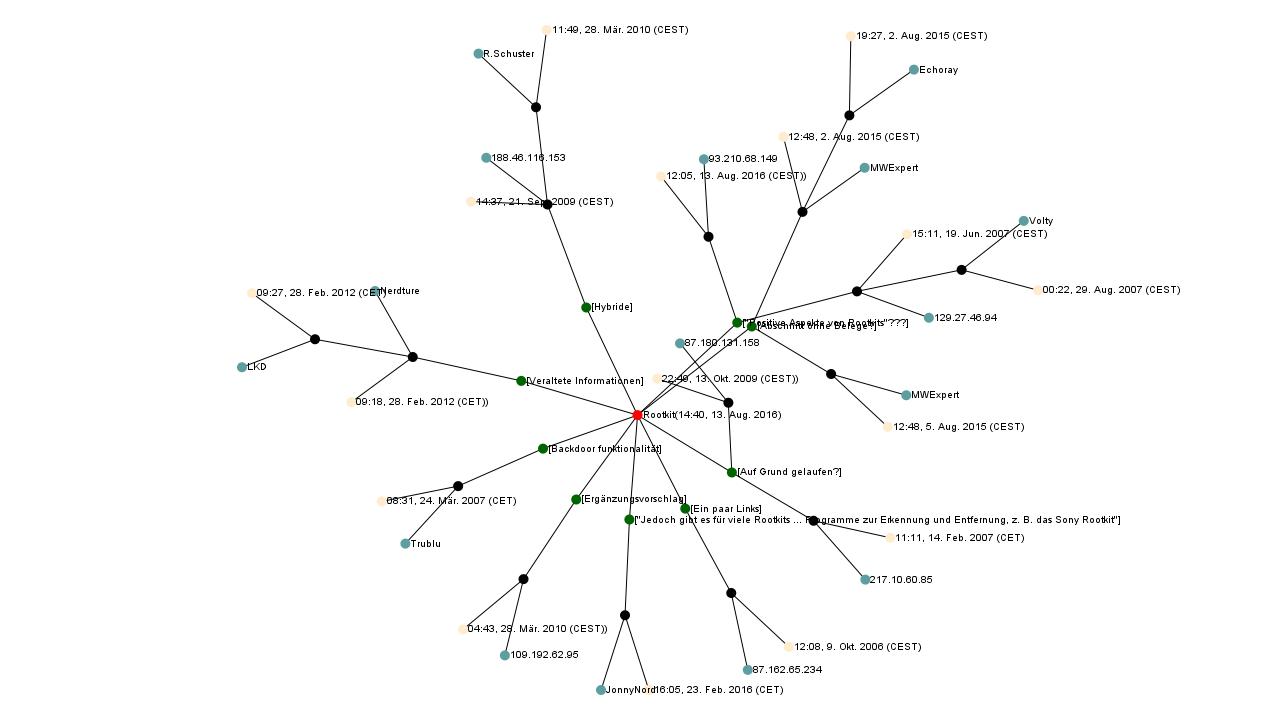 11:49, 28. Mär. 2010 (CEST)
19:27, 2. Aug. 2015 (CEST)
R.Schuster
Echoray
12:48, 2. Aug. 2015 (CEST)
188.46.116.153
93.210.68.149
MWExpert
12:05, 13. Aug. 2016 (CEST))
14:37, 21. Sep. 2009 (CEST)
Volty
15:11, 19. Jun. 2007 (CEST)
09:27, 28. Feb. 2012 (CET)
Nerdture
00:22, 29. Aug. 2007 (CEST)
[Hybride]
129.27.46.94
["Positive Aspekte von Rootkits"???]
[Abschnitt ohne Belege?]
87.180.131.158
LKD
[Veraltete Informationen]
22:49, 13. Okt. 2009 (CEST))
MWExpert
09:18, 28. Feb. 2012 (CET))
Rootkit(14:40, 13. Aug. 2016)
12:48, 5. Aug. 2015 (CEST)
[Backdoor funktionalität]
[Auf Grund gelaufen?]
08:31, 24. Mär. 2007 (CET)
[Ergänzungsvorschlag]
[Ein paar Links]
["Jedoch gibt es für viele Rootkits ... Programme zur Erkennung und Entfernung, z. B. das Sony Rootkit"]
11:11, 14. Feb. 2007 (CET)
Trublu
217.10.60.85
04:43, 28. Mär. 2010 (CEST))
12:08, 9. Okt. 2006 (CEST)
109.192.62.95
87.162.65.234
JonnyNord
16:05, 23. Feb. 2016 (CET)